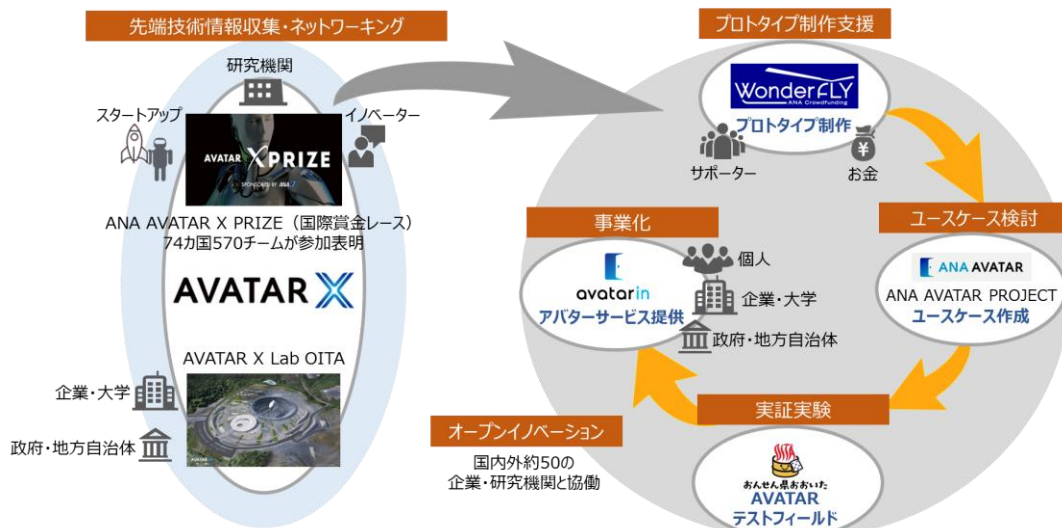 先端技術情報収集・ネットワーキング
研究機関
スタートアップ
イノベーター
AVATAR XPRIZE
SPONSORED BY ANA
ANA AVATAR X PRIZE（国際賞金レース）
74カ国570チームが参加表明
AVATAR X
AVATAR X Lab OITA
企業・大学
政府・地方自治体
プロトタイプ制作支援
WonderFLY
ANA Crowdfunding
プロトタイプ制作
サポーター
¥
お金
ユースケース検討
ANA AVATAR
ANA AVATAR PROJECT
ユースケース作成
事業化
avatarin
アバターサービス提供
個人
企業・大学
政府・地方自治体
実証実験
おんせん県おおいた
AVATAR
テストフィールド
オープンイノベーション
国内外約50の
企業・研究機関と協働